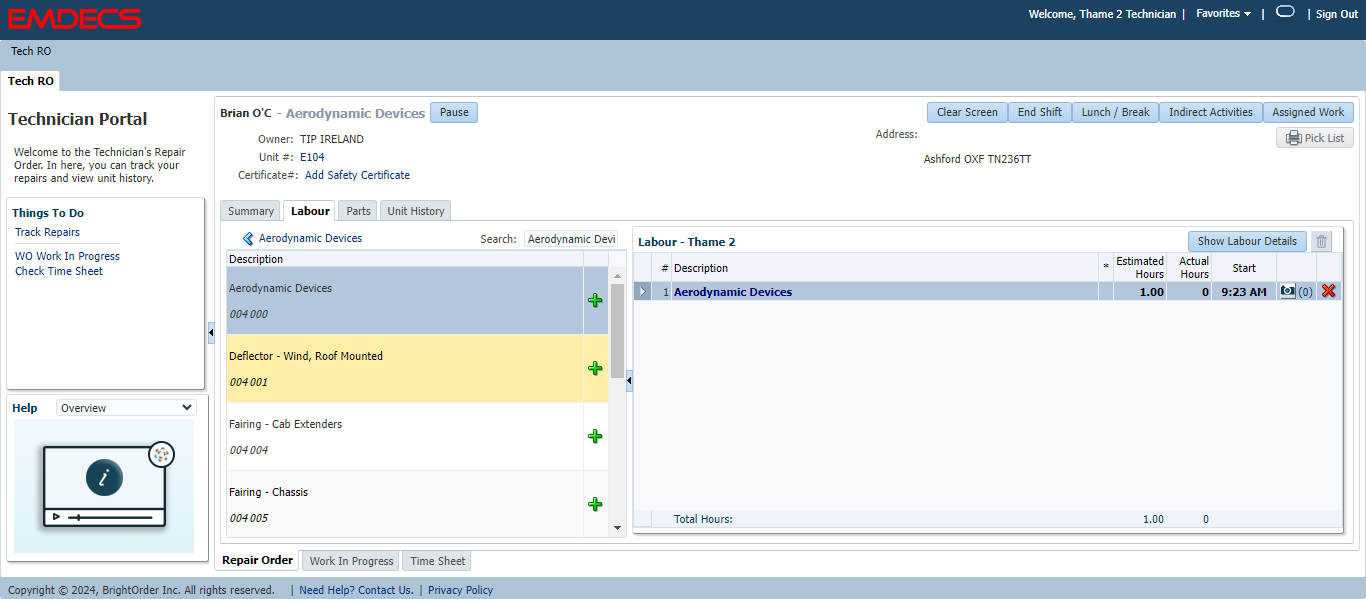 EMDECS
Welcome, Thame 2 Technician | Favorites | | Sign Out
Tech RO
Tech RO
Technician Portal
Welcome to the Technician's Repair
Order. In here, you can track your
repairs and view unit history.
Things To Do
Track Repairs
WO Work In Progress
Check Time Sheet
Help Overview
i
Brian O'C - Aerodynamic Devices Pause
Clear Screen End Shift Lunch / Break Indirect Activities Assigned Work
Owner: TIP IRELAND
Unit #: E104
Certificate#: Add Safety Certificate
Address:
Pick List
Ashford OXF TN236TT
Summary Labour Parts Unit History
Aerodynamic Devices Search: Aerodynamic Devi
Description
Aerodynamic Devices
004 000
Deflector - Wind, Roof Mounted
004 001
Fairing - Cab Extenders
004 004
Fairing - Chassis
004 005
Labour - Thame 2 Show Labour Details
# Description * Estimated Hours Actual Hours Start
1 Aerodynamic Devices 1.00 0 9:23 AM (0)
Total Hours: 1.00 0
Repair Order Work In Progress Time Sheet
Copyright © 2024, BrightOrder Inc. All rights reserved. | Need Help? Contact Us. | Privacy Policy